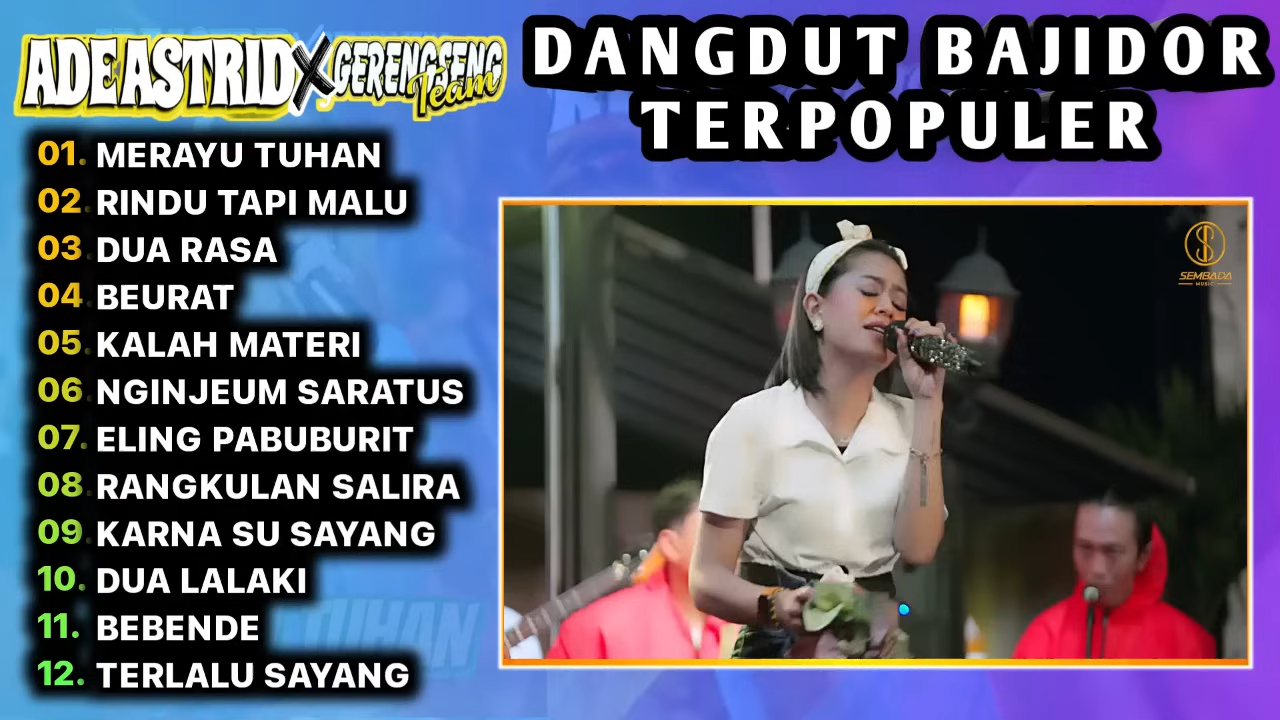 ADE ASTRID X GERENGSENG Team
DANGDUT BAJIDOR
TERPOPULER
01. MERAYU TUHAN
02. RINDU TAPI MALU
03. DUA RASA
04. BEURAT
05. KALAH MATERI
06. NGINJEUM SARATUS
07. ELING PABUBURIT
08. RANGKULAN SALIRA
09. KARNA SU SAYANG
10. DUA LALAKI
11. BEBENDE
12. TERLALU SAYANG
SEMBADA
MUSIC
TUHAN